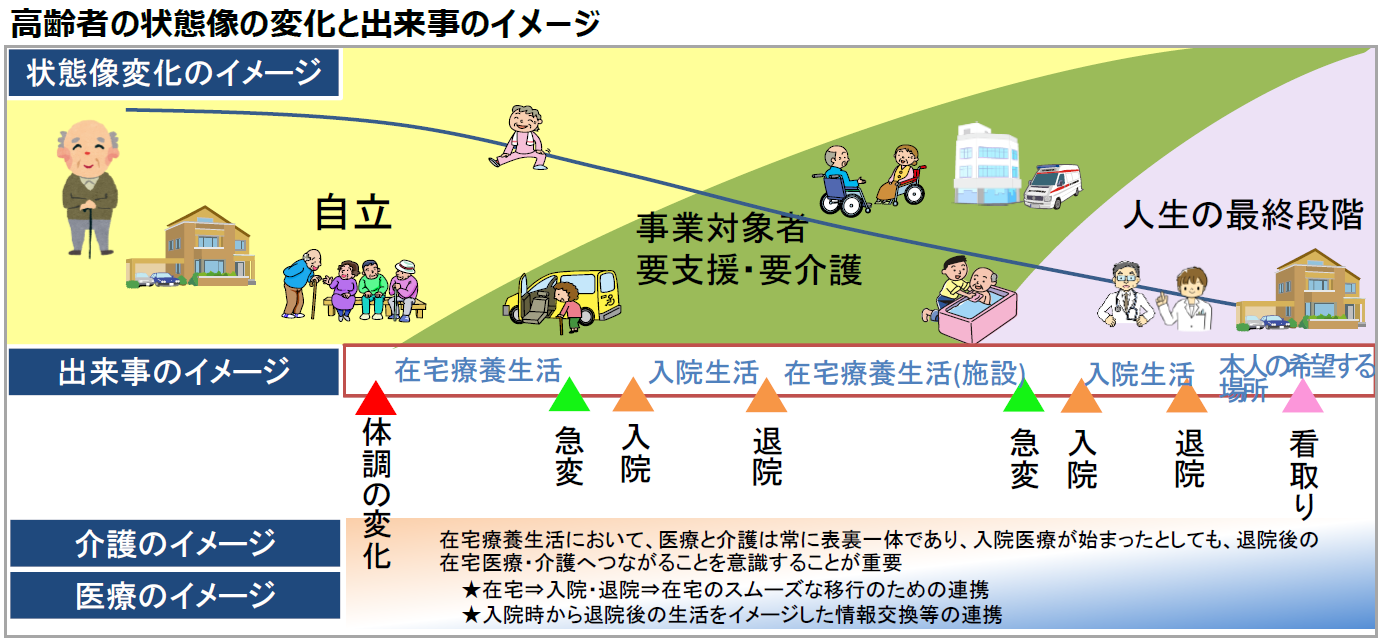 高齢者の状態像の変化と出来事のイメージ
状態像変化のイメージ
自立
事業対象者
要支援・要介護
人生の最終段階
出来事のイメージ
在宅療養生活
入院生活
在宅療養生活(施設)
入院生活
本人の希望する
場所
体調の変化
急変
入院
退院
急変
入院
退院
看取り
介護のイメージ
医療のイメージ
在宅療養生活において、医療と介護は常に表裏一体であり、入院医療が始まったとしても、退院後の
在宅医療・介護へつながることを意識することが重要
★在宅⇒入院・退院⇒在宅のスムーズな移行のための連携
★入院時から退院後の生活をイメージした情報交換等の連携